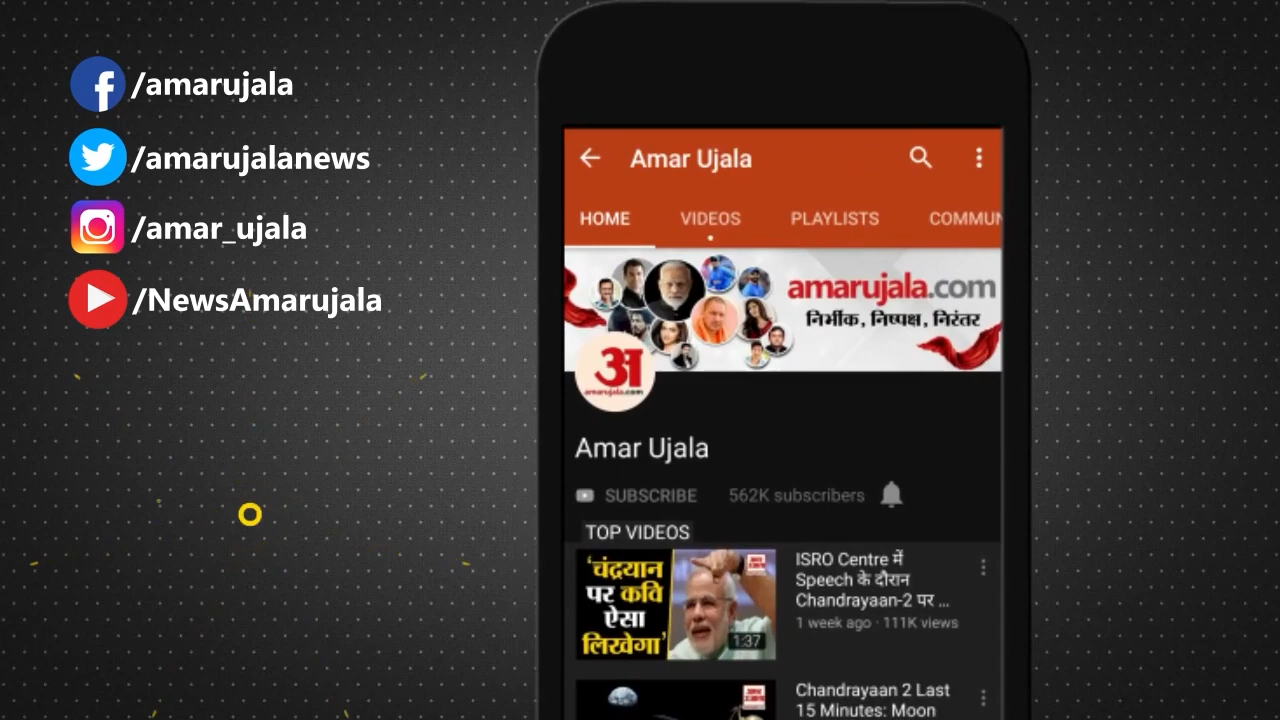 /amarujala
/amarujalanews
/amar_ujala
/NewsAmarujala
Amar Ujala
HOME VIDEOS PLAYLISTS COMMUN
amarujala.com
निर्भीक, निष्पक्ष, निरंतर
अ
amarujala.com
Amar Ujala
SUBSCRIBE 562K subscribers
TOP VIDEOS
'चंद्रयान
पर कवि
ऐसा
लिखेगा'
1:37
ISRO Centre में
Speech के दौरान
Chandrayaan-2 पर ...
1 week ago · 111K views
Chandrayaan 2 Last
15 Minutes: Moon